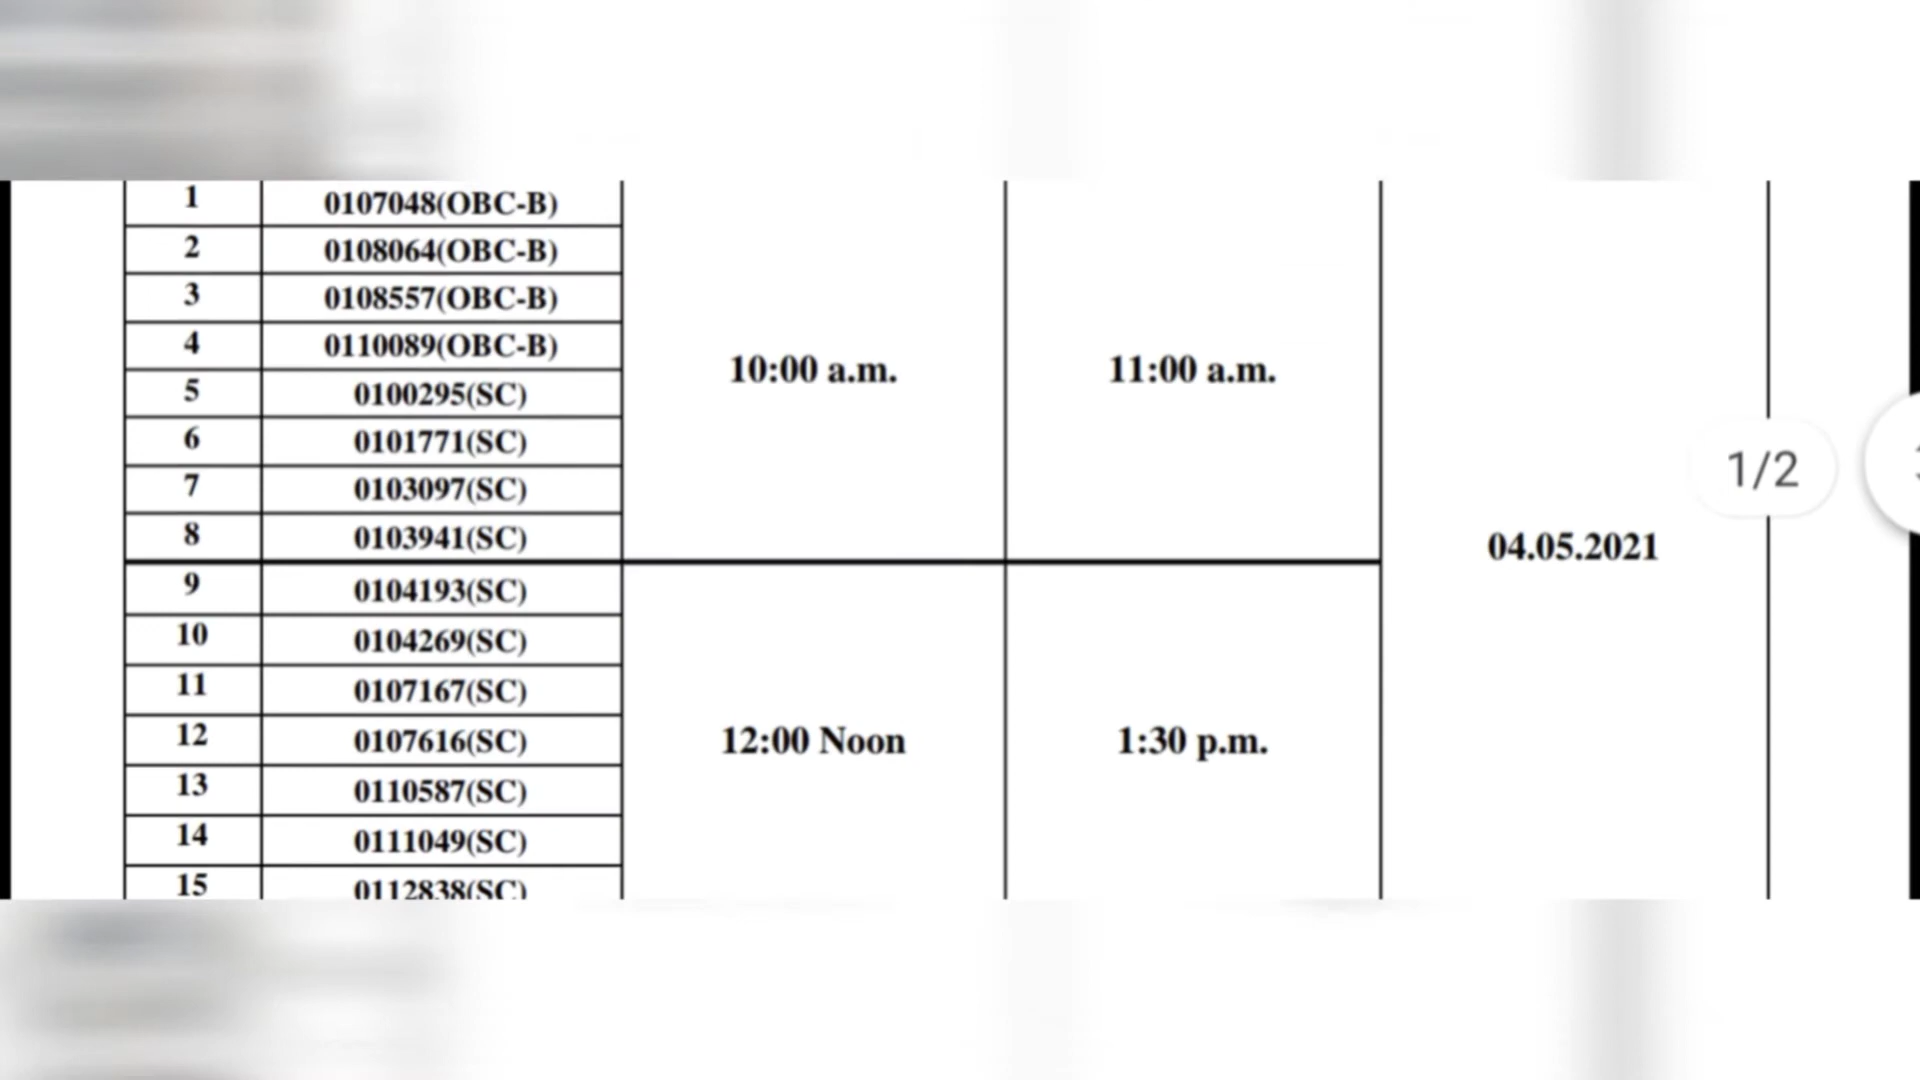 1 0107048(OBC-B)
2 0108064(OBC-B)
3 0108557(OBC-B)
4 0110089(OBC-B)
10:00 a.m. 11:00 a.m.
5 0100295(SC)
6 0101771(SC)
7 0103097(SC)
1/2
8 0103941(SC)
04.05.2021
9 0104193(SC)
10 0104269(SC)
11 0107167(SC)
12 0107616(SC)
12:00 Noon 1:30 p.m.
13 0110587(SC)
14 0111049(SC)
15 0112838(SC)